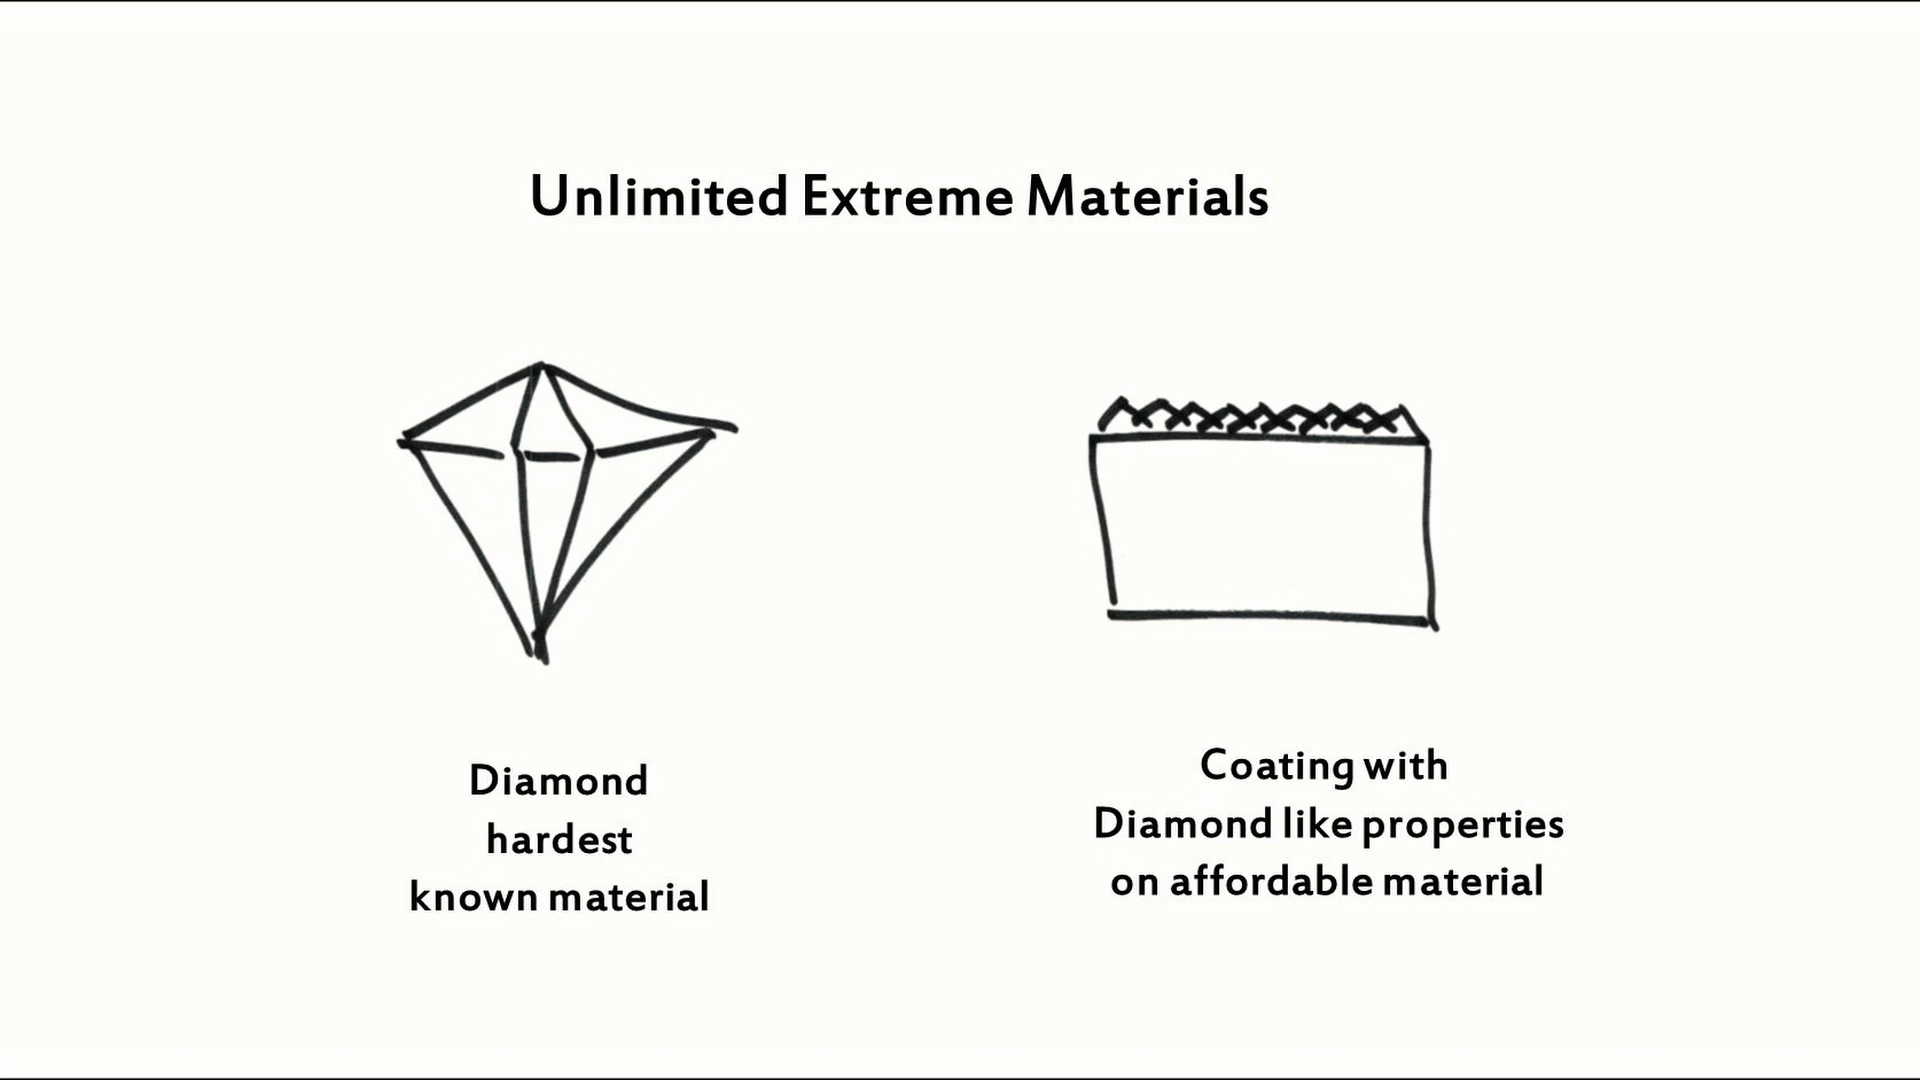 Unlimited Extreme Materials
Diamond
hardest
known material
Coating with
Diamond like properties
on affordable material